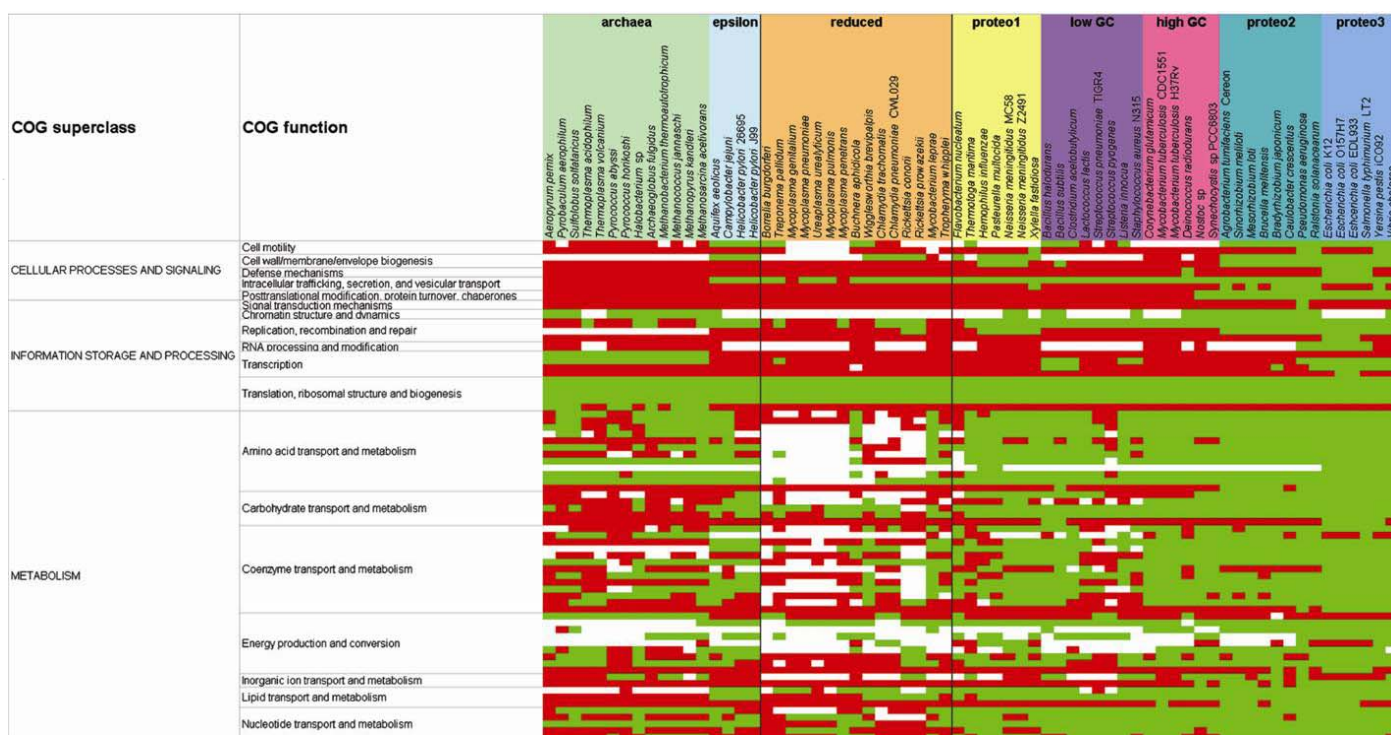 archaea epsilon reduced proteo1 low GC high GC proteo2 proteo3
COG superclass COG function
Aeropyrum pernix
Pyrobaculum aerophilum
Sulfolobus solfataricus
Thermoplasma acidophilum
Thermoplasma volcanium
Pyrococcus abyssi
Pyrococcus horikoshi
Halobacterium sp
Archaeoglobus fulgidus
Methanobacterium thermoautotrophicum
Methanococcus jannaschi
Methanopyrus kandleri
Methanosarcina acetivorans
Aquifex aeolicus
Campylobacter jejuni
Helicobacter pylori 26695
Helicobacter pylori J99
Borrelia burgdorferi
Treponema pallidum
Mycoplasma genitalium
Mycoplasma pneumoniae
Ureaplasma urealyticum
Mycoplasma pulmonis
Mycoplasma penetrans
Buchnera aphidicola
Wigglesworthia brevipalpis
Chlamydia trachomatis
Chlamydia pneumoniae CWL029
Rickettsia conorii
Rickettsia prowazekii
Mycobacterium leprae
Tropheryma whipplei
Flavobacterium nucleatum
Thermotoga maritima
Hemophilus influenzae
Pasteurella multocida
Neisseria meningitidus MC58
Neisseria meningitidus Z2491
Xylella fastidiosa
Bacillus halodurans
Bacillus subtilis
Clostridium acetobutylicum
Lactococcus lactis
Streptococcus pneumoniae TIGR4
Streptococcus pyogenes
Listeria innocua
Staphylococcus aureus N315
Corynebacterium glutamicum
Mycobacterium tuberculosis CDC1551
Mycobacterium tuberculosis H37Rv
Deinococcus radiodurans
Nostoc sp
Synechocystis sp PCC6803
Agrobacterium tumifaciens Cereon
Sinorhizobium meliloti
Mesorhizobium loti
Brucella melitensis
Bradyrhizobium japonicum
Caulobacter crescentus
Pseudomonas aeruginosa
Ralstonia solanacearum
Escherichia coli K12
Escherichia coli O157H7
Escherichia coli EDL933
Salmonella typhimurium LT2
Yersinia pestis
CELLULAR PROCESSES AND SIGNALING
Cell motility
Cell wall/membrane/envelope biogenesis
Defense mechanisms
Intracellular trafficking, secretion, and vesicular transport
Posttranslational modification, protein turnover, chaperones
Signal transduction mechanisms
INFORMATION STORAGE AND PROCESSING
Chromatin structure and dynamics
Replication, recombination and repair
RNA processing and modification
Transcription
Translation, ribosomal structure and biogenesis
METABOLISM
Amino acid transport and metabolism
Carbohydrate transport and metabolism
Coenzyme transport and metabolism
Energy production and conversion
Inorganic ion transport and metabolism
Lipid transport and metabolism
Nucleotide transport and metabolism